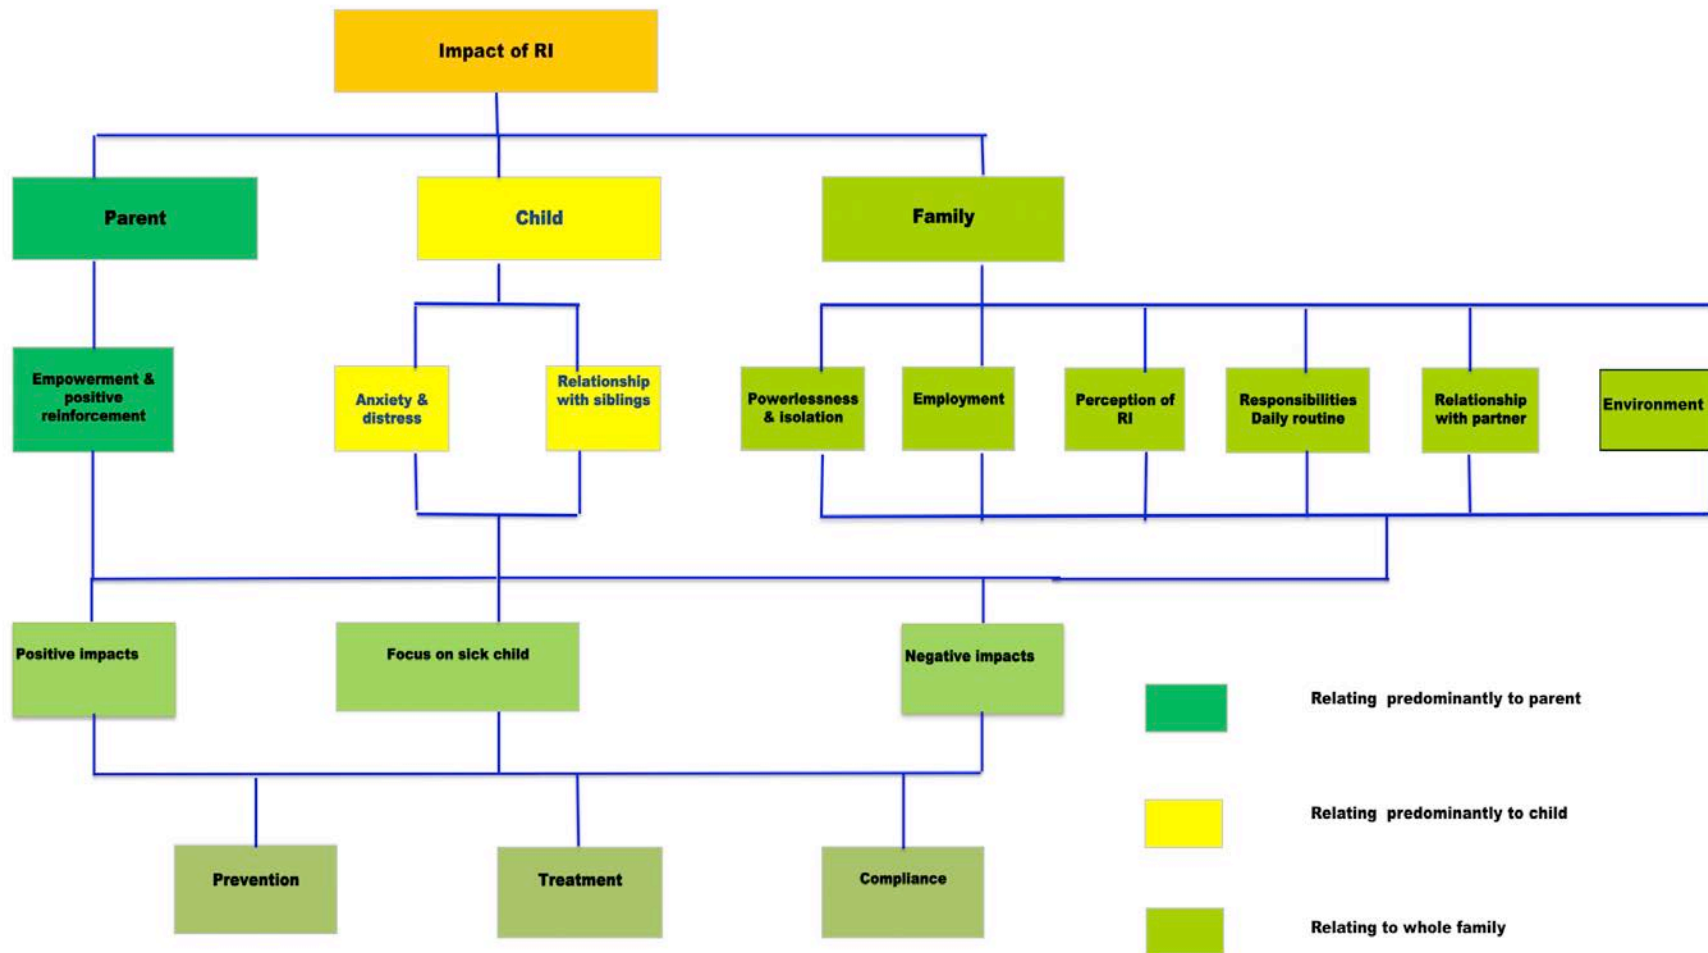 Impact of RI
Parent
Child
Family
Empowerment &
positive
reinforcement
Anxiety &
distress
Relationship
with siblings
Powerlessness
& isolation
Employment
Perception of
RI
Responsibilities
Daily routine
Relationship
with partner
Environment
Positive impacts
Focus on sick child
Negative impacts
Prevention
Treatment
Compliance
Relating predominantly to parent
Relating predominantly to child
Relating to whole family